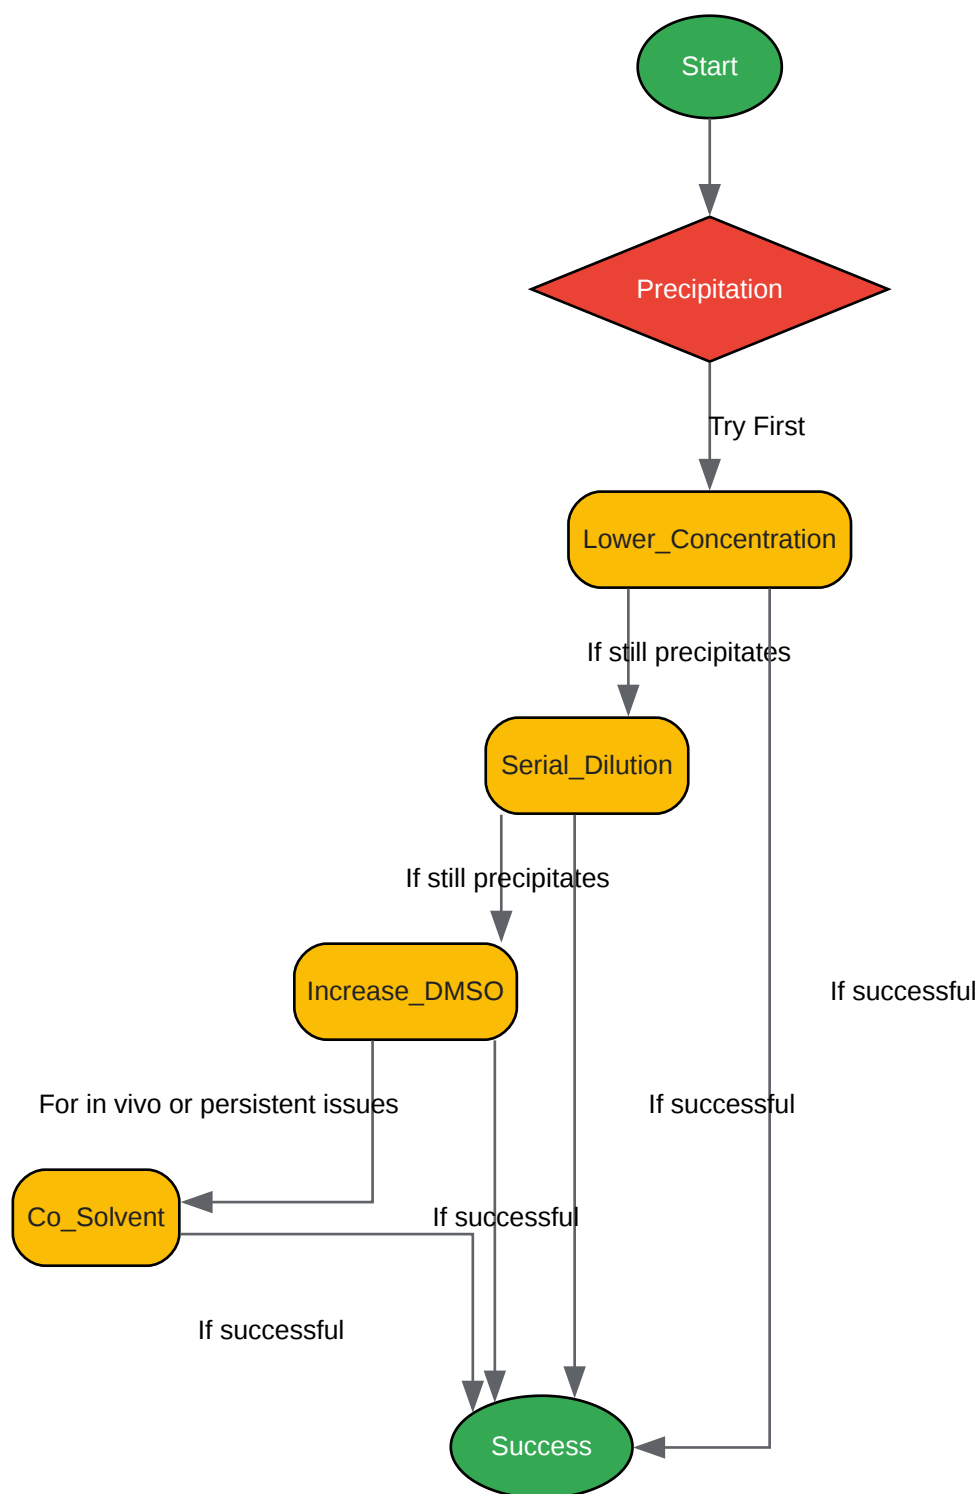 Start
Precipitation
Try First
Lower_Concentration
If still precipitates
Serial_Dilution
If still precipitates
Increase_DMSO
If successful
For in vivo or persistent issues
If successful
Co_Solvent
If successful
If successful
Success